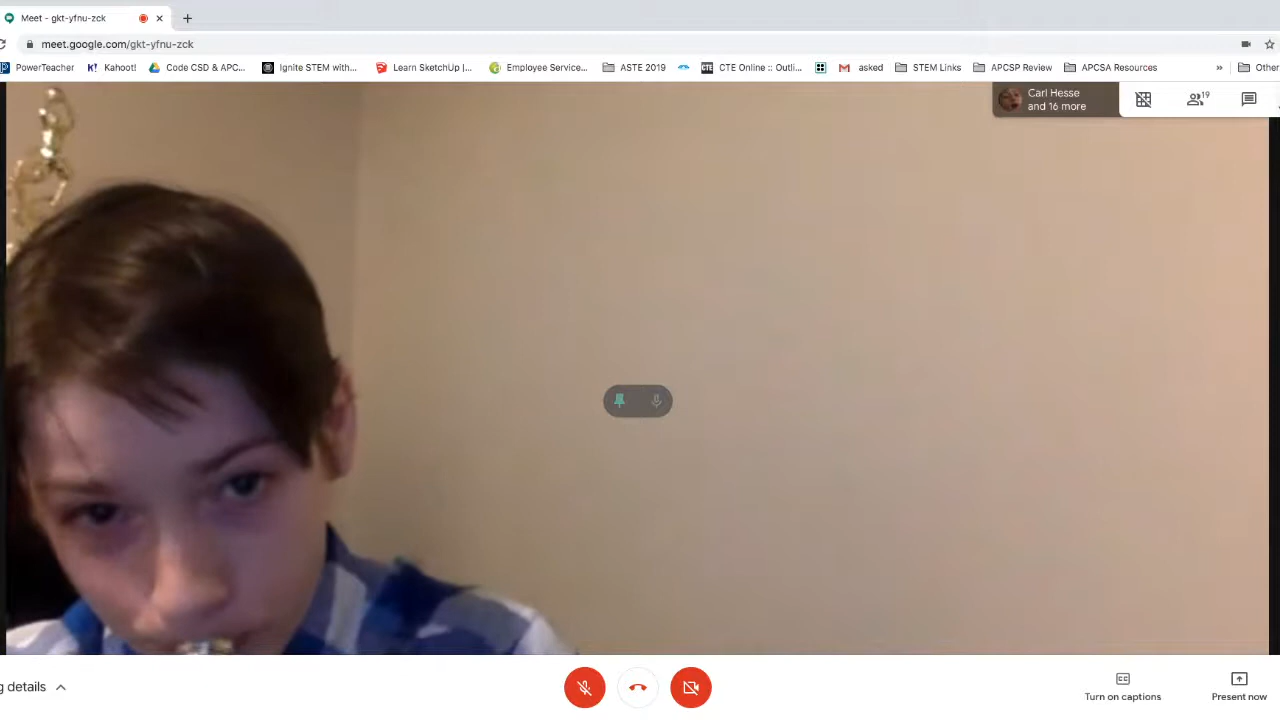 Meet - gkt-yfnu-zck
meet.google.com/gkt-yfnu-zck
PowerTeacher K! Kahoot! Code CSD & APC... Ignite STEM with... Learn SketchUp |... Employee Service... ASTE 2019 CTE Online :: Outli... asked STEM Links APCSP Review APCSA Resources » Other
Carl Hesse
and 16 more
19
g details
CC
Turn on captions
Present now